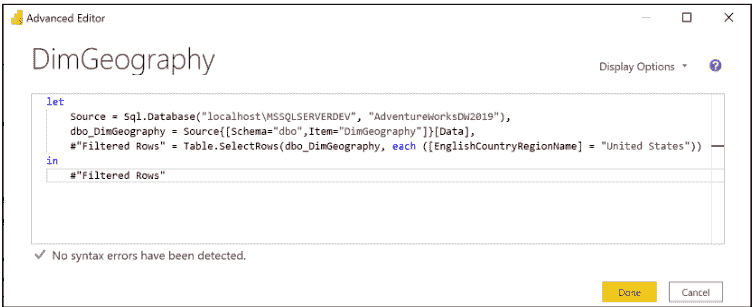 Advanced Editor
DimGeography
Display Options
let
Source = Sql.Database("localhost\MSSQLSERVERDEV", "AdventureWorksDW2019"),
dbo_DimGeography = Source{[Schema="dbo",Item="DimGeography"]}[Data],
#"Filtered Rows" = Table.SelectRows(dbo_DimGeography, each ([EnglishCountryRegionName] = "United States"))
in
#"Filtered Rows"
No syntax errors have been detected.
Done Cancel